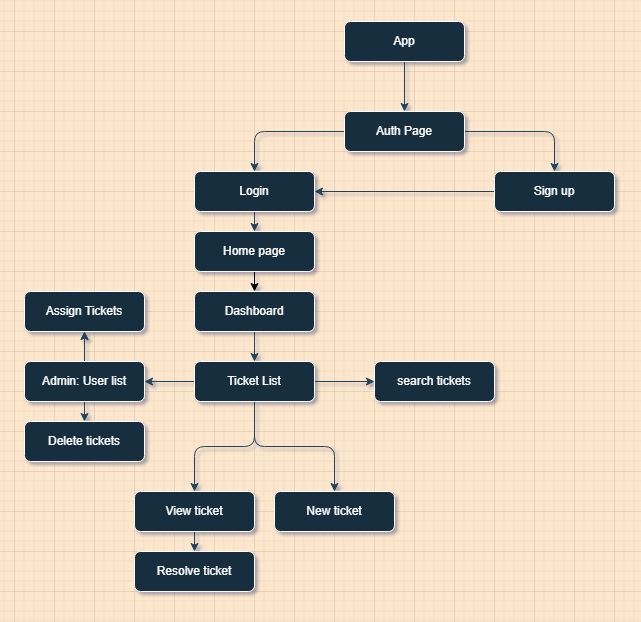 App
Auth Page
Login
Sign up
Home page
Assign Tickets
Dashboard
Admin: User list
Ticket List
search tickets
Delete tickets
View ticket
New ticket
Resolve ticket